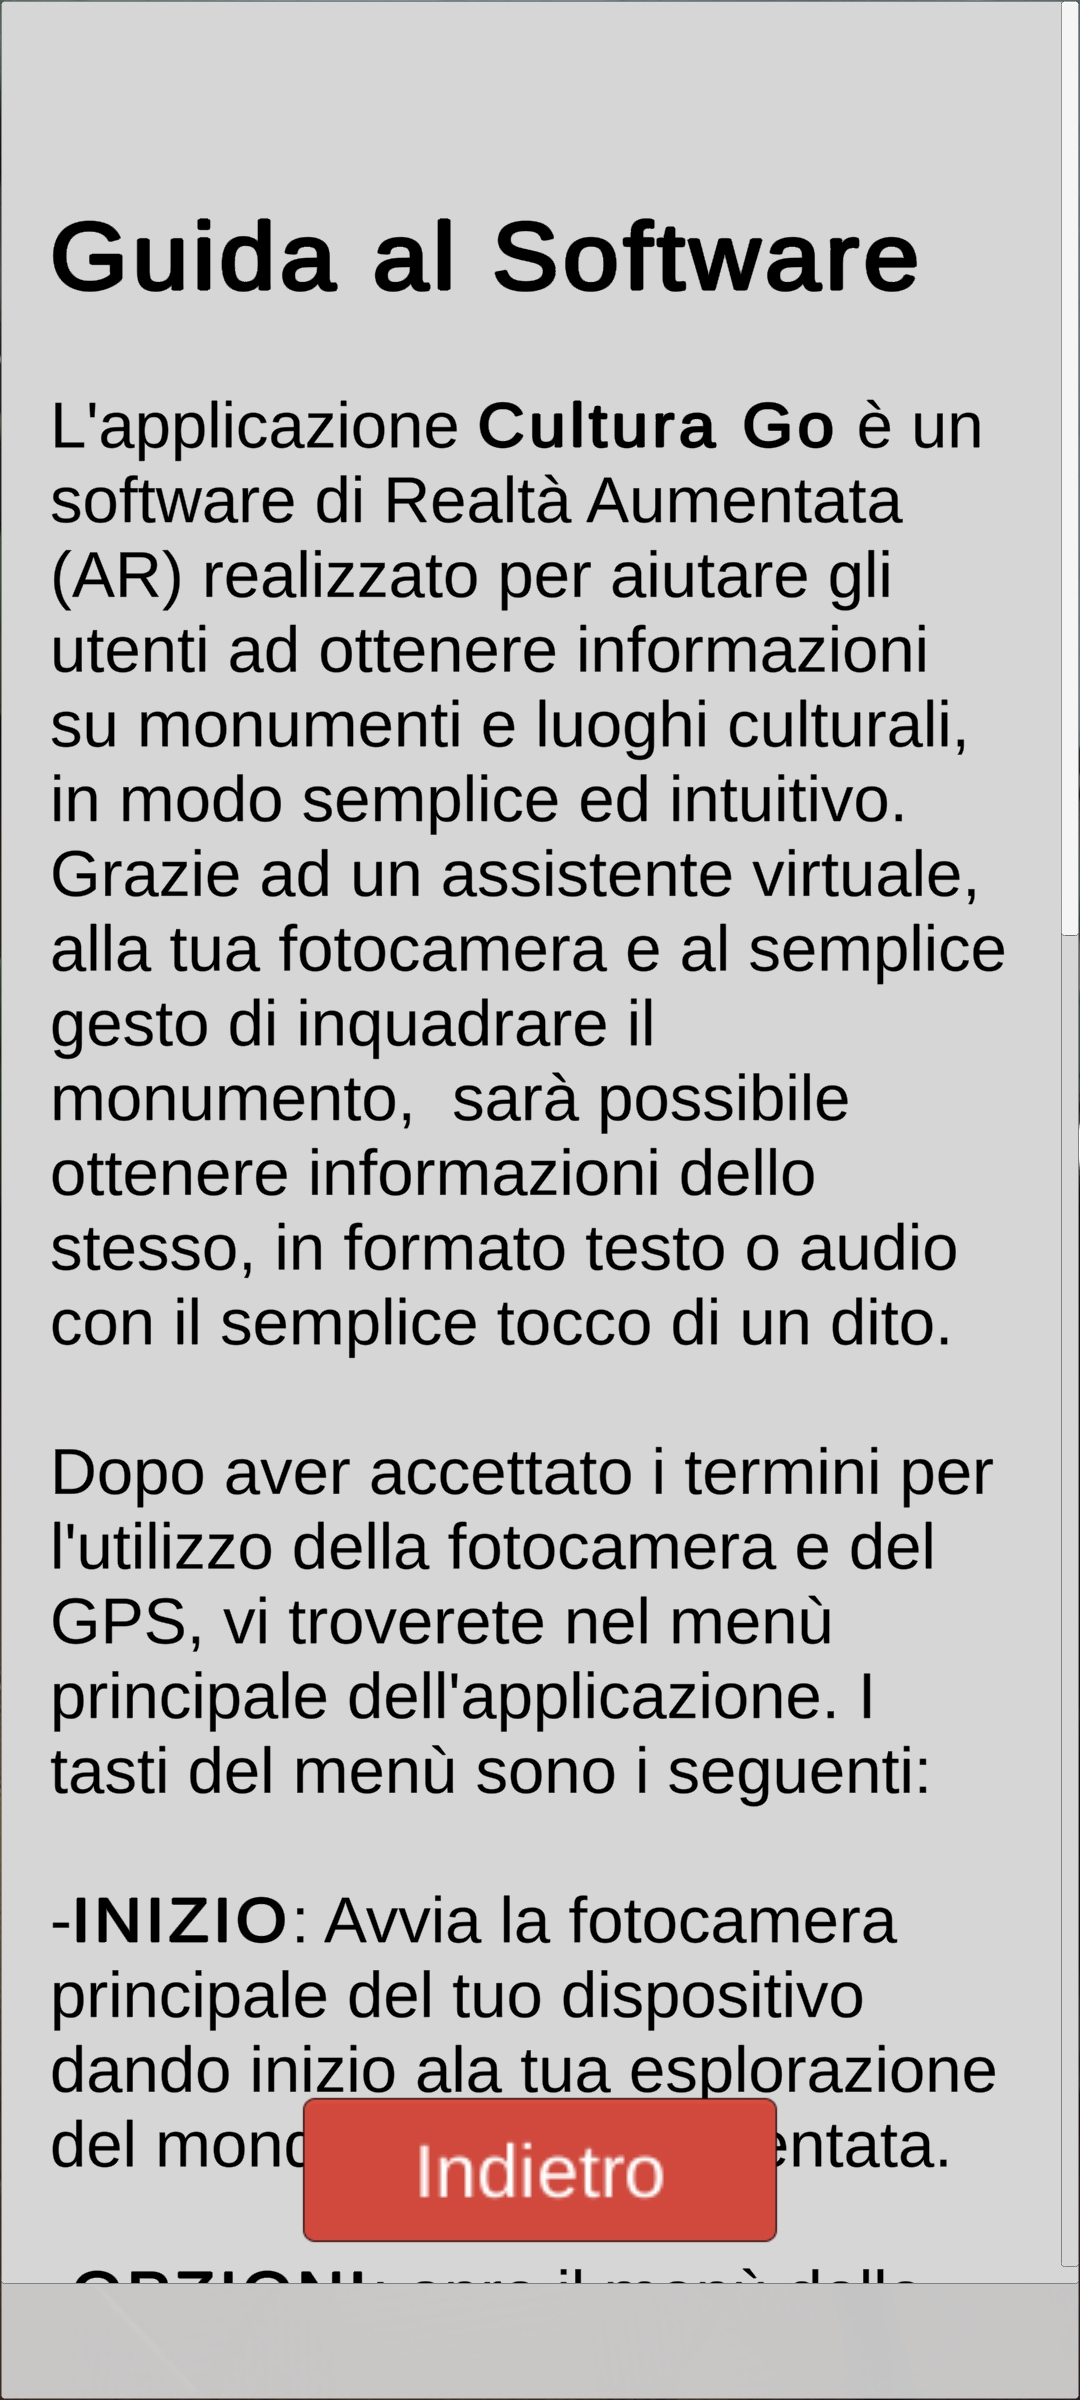 Guida al Software
L'applicazione Cultura Go è un
software di Realtà Aumentata
(AR) realizzato per aiutare gli
utenti ad ottenere informazioni
su monumenti e luoghi culturali,
in modo semplice ed intuitivo.
Grazie ad un assistente virtuale,
alla tua fotocamera e al semplice
gesto di inquadrare il
monumento,  sarà possibile
ottenere informazioni dello
stesso, in formato testo o audio
con il semplice tocco di un dito.
Dopo aver accettato i termini per
l'utilizzo della fotocamera e del
GPS, vi troverete nel menù
principale dell'applicazione. I
tasti del menù sono i seguenti:
-INIZIO: Avvia la fotocamera
principale del tuo dispositivo
dando inizio ala tua esplorazione
del
Indietro
-OPZIONI: apre il menù delle